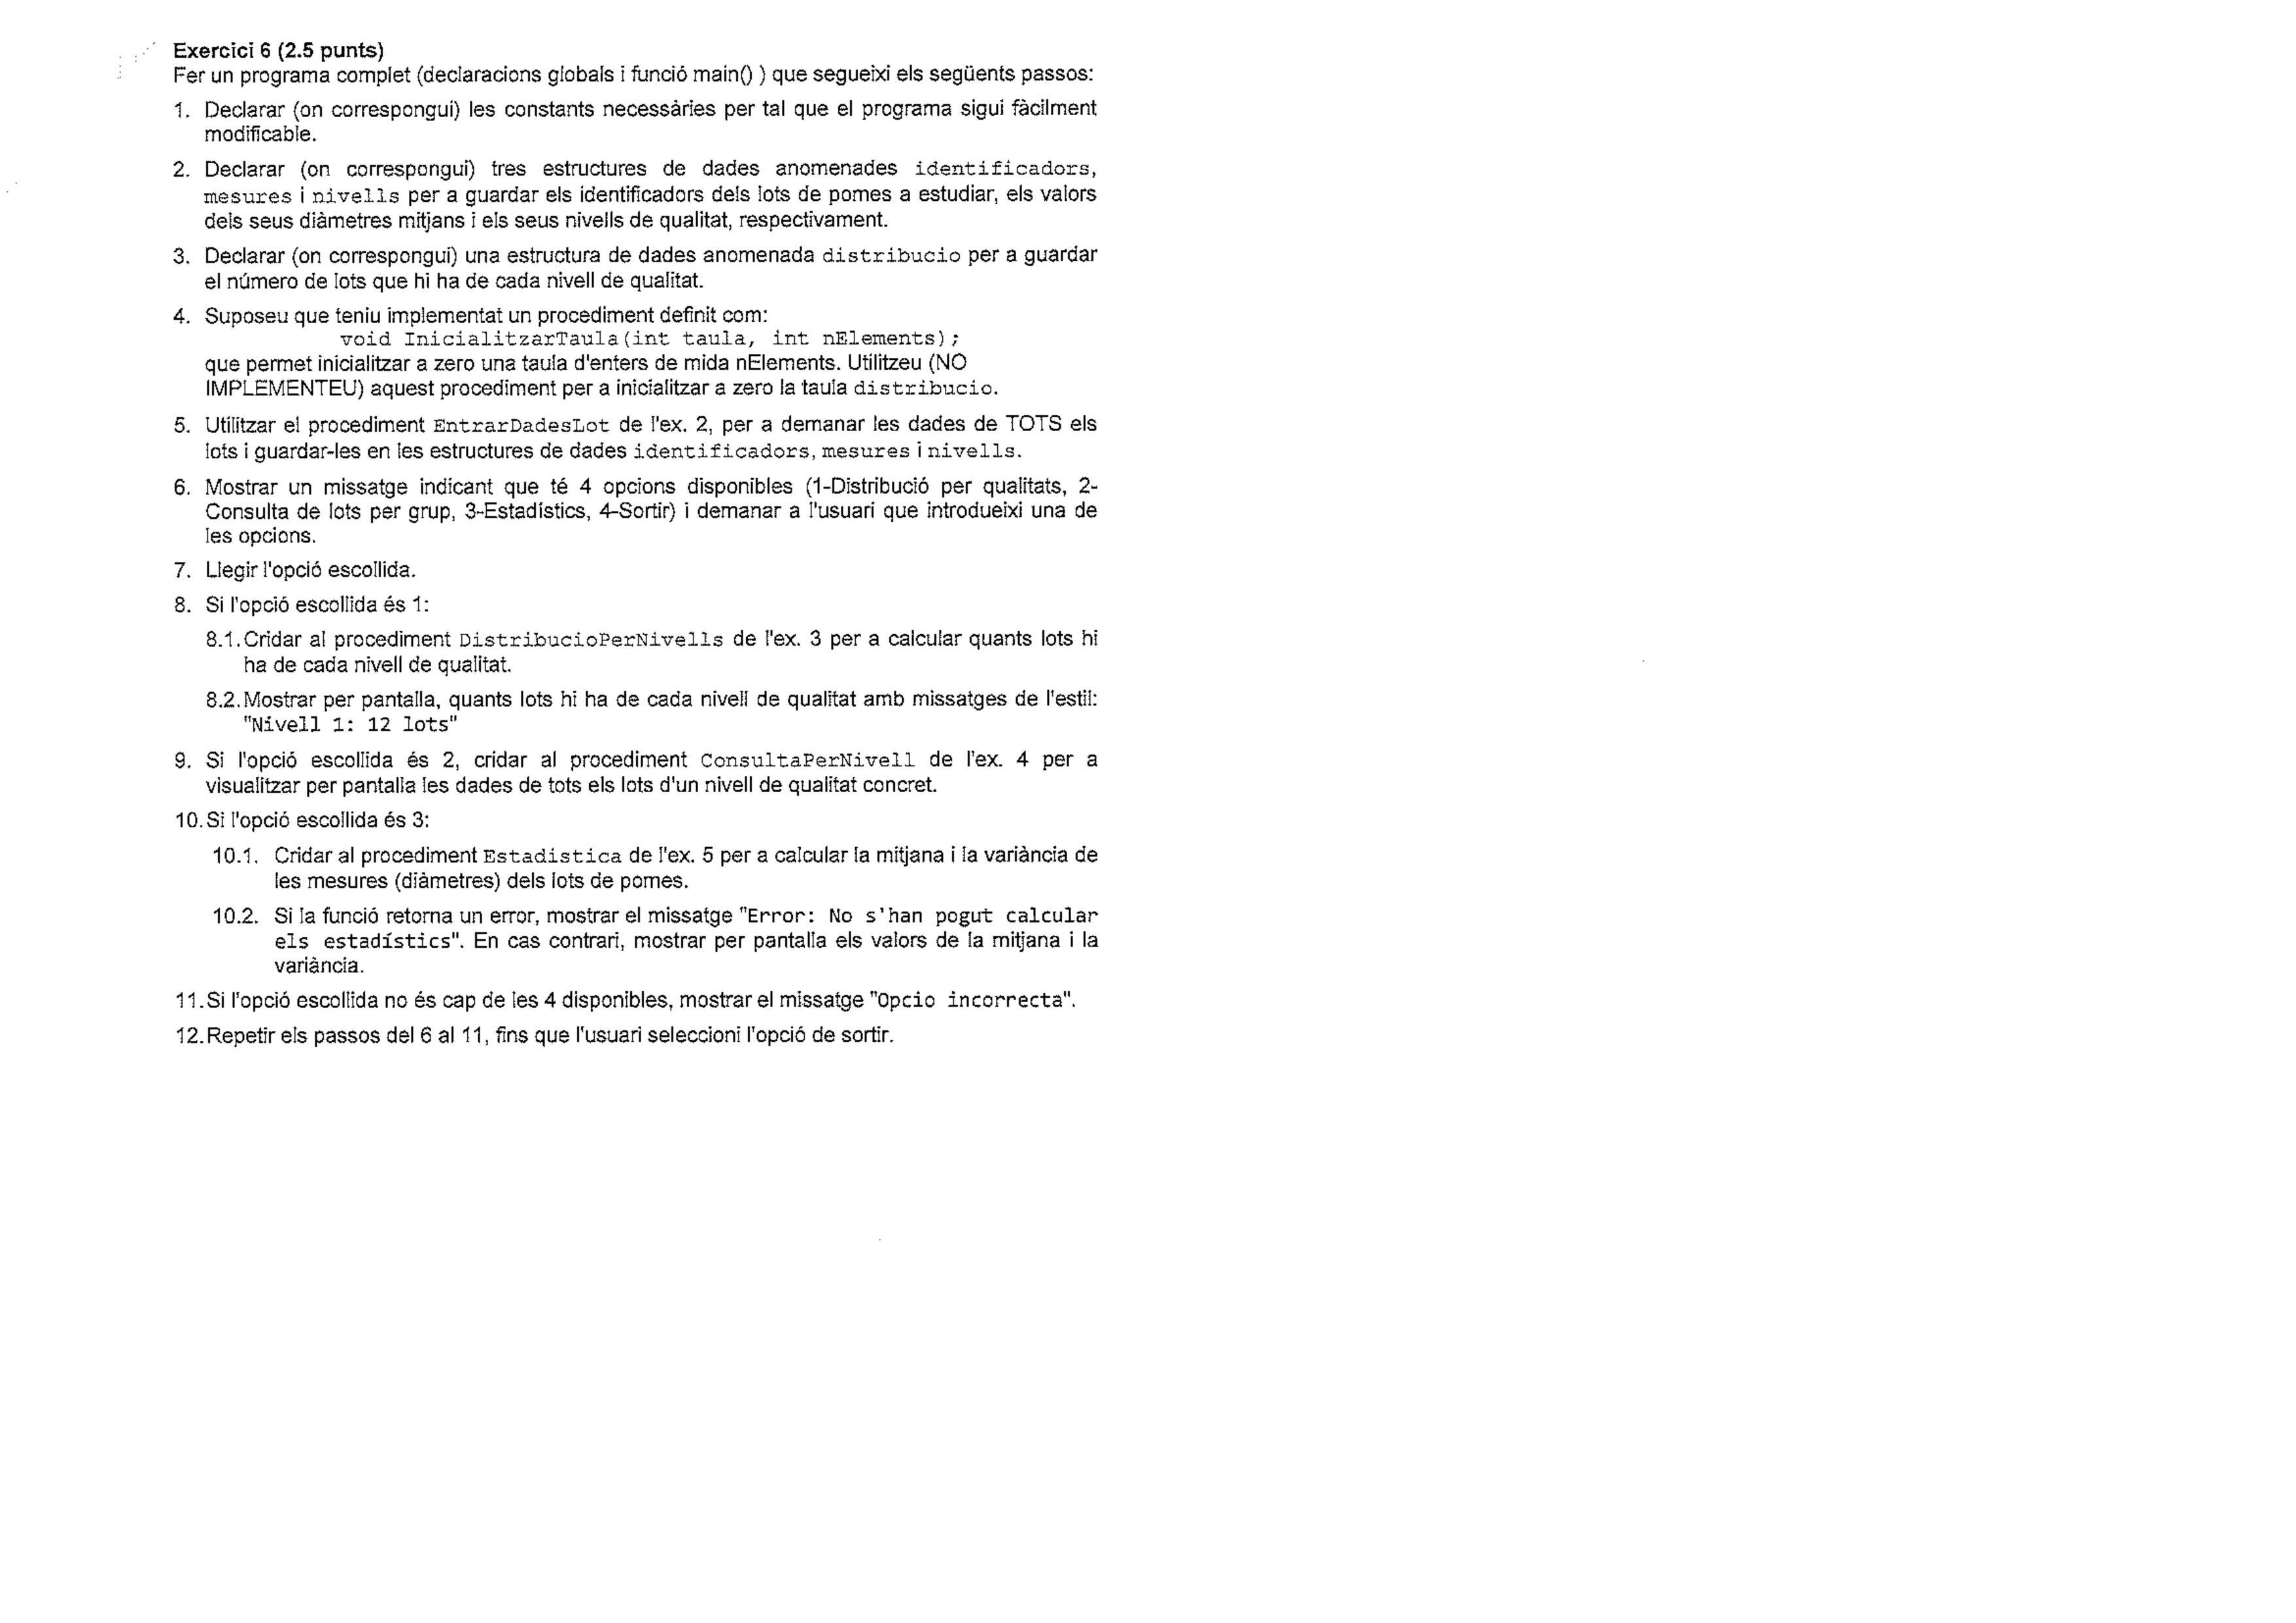 Exercici 6 (2.5 punts)
Fer un programa complet (declaracions globals i funció main() ) que segueixi els següents passos:
1. Declarar (on correspongui) les constants necessàries per tal que el programa sigui fàcilment
modificable.
2. Declarar (on correspongui) tres estructures de dades anomenades identificadors,
mesures i nivells per a guardar els identificadors dels lots de pomes a estudiar, els valors
dels seus diàmetres mitjans i els seus nivells de qualitat, respectivament.
3. Declarar (on correspongui) una estructura de dades anomenada distribucio per a guardar
el número de lots que hi ha de cada nivell de qualitat.
4. Suposeu que teniu implementat un procediment definit com:
void InicialitzarTaula(int taula, int nElements);
que permet inicialitzar a zero una taula d'enters de mida nElements. Utilitzeu (NO
IMPLEMENTEU) aquest procediment per a inicialitzar a zero la taula distribucio.
5. Utilitzar el procediment EntrarDadesLot de l'ex. 2, per a demanar les dades de TOTS els
lots i guardar-les en les estructures de dades identificadors, mesures i nivells.
6. Mostrar un missatge indicant que té 4 opcions disponibles (1-Distribució per qualitats, 2-
Consulta de lots per grup, 3-Estadístics, 4-Sortir) i demanar a l'usuari que introdueixi una de
les opcions.
7. Llegir l'opció escollida.
8. Si l'opció escollida és 1:
8.1. Cridar al procediment DistribucioPerNivells de l'ex. 3 per a calcular quants lots hi
ha de cada nivell de qualitat.
8.2. Mostrar per pantalla, quants lots hi ha de cada nivell de qualitat amb missatges de l'estil:
"Nivell 1: 12 lots"
9. Si l'opció escollida és 2, cridar al procediment ConsultaPerNivell de l'ex. 4 per a
visualitzar per pantalla les dades de tots els lots d'un nivell de qualitat concret.
10. Si l'opció escollida és 3:
10.1. Cridar al procediment Estadistica de l'ex. 5 per a calcular la mitjana i la variància de
les mesures (diàmetres) dels lots de pomes.
10.2. Si la funció retorna un error, mostrar el missatge "Error: No s'han pogut calcular
els estadístics". En cas contrari, mostrar per pantalla els valors de la mitjana i la
variància.
11. Si l'opció escollida no és cap de les 4 disponibles, mostrar el missatge "Opcio incorrecta".
12. Repetir els passos del 6 al 11, fins que l'usuari seleccioni l'opció de sortir.